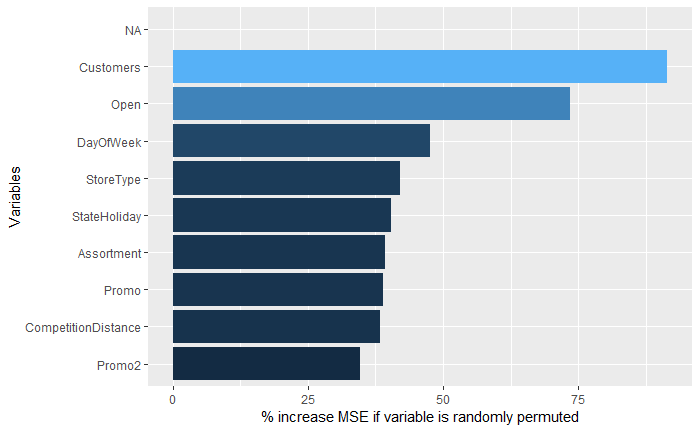 NA
Customers
Open
DayOfWeek
StoreType
StateHoliday
Assortment
Promo
CompetitionDistance
Promo2
Variables
0 25 50 75
% increase MSE if variable is randomly permuted